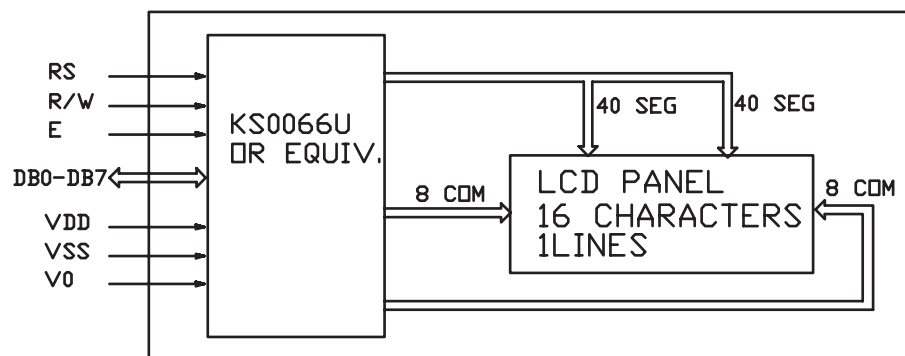 RS
R/W
E
DB0-DB7
VDD
VSS
V0
KS0066U
OR EQUIV.
40 SEG
40 SEG
8 COM
LCD PANEL
16 CHARACTERS
1LINES
8 COM